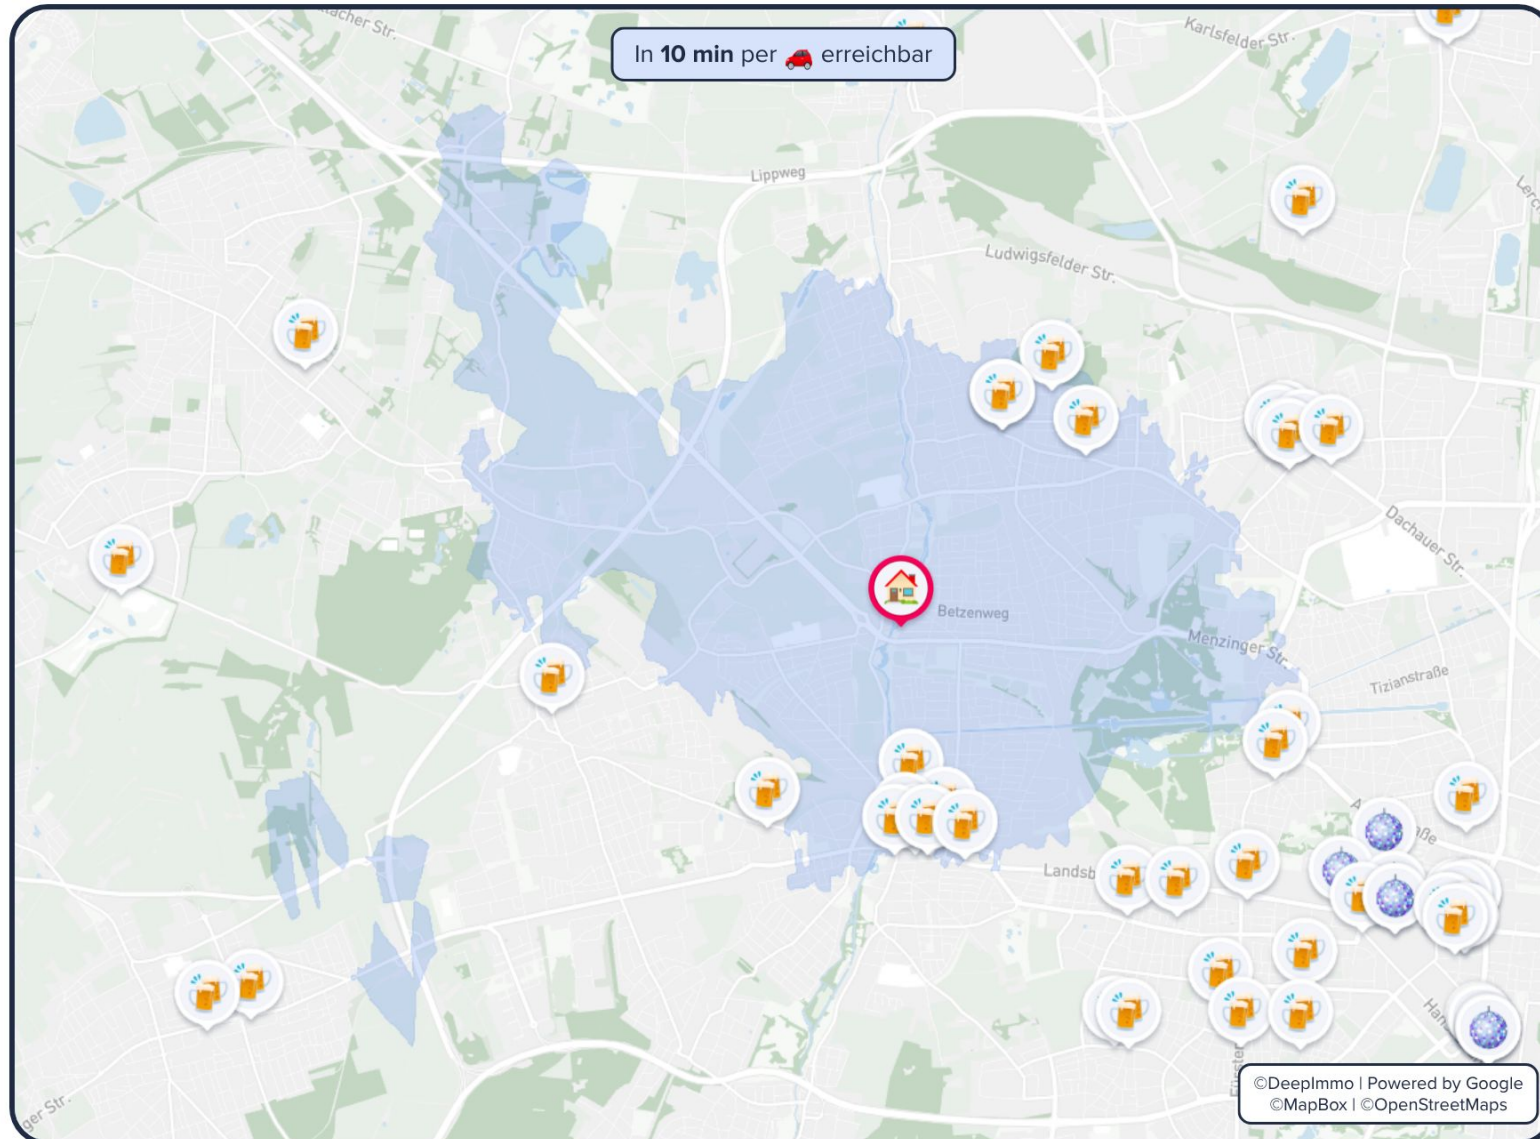 In 10 min per erreichbar
Karlsfelder Str.
Lippweg
Ludwigsfelder Str.
Dachauer Str.
Betzenweg
Menzinger Str.
Tizianstraße
©DeepImmo | Powered by Google
©MapBox | ©OpenStreetMaps